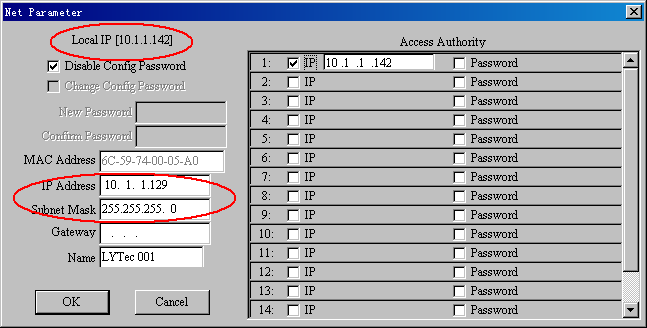 Net Parameter
Local IP [10.1.1.142]
Disable Config Password
Change Config Password
New Password
Confirm Password
MAC Address 6C-59-74-00-05-A0
IP Address 10. 1. 1.129
Subnet Mask 255.255.255. 0
Gateway . . .
Name LYTec 001
OK Cancel
Access Authority
1: IP 10 .1 .1 .142 Password
2: IP Password
3: IP Password
4: IP Password
5: IP Password
6: IP Password
7: IP Password
8: IP Password
9: IP Password
10: IP Password
11: IP Password
12: IP Password
13: IP Password
14: IP Password